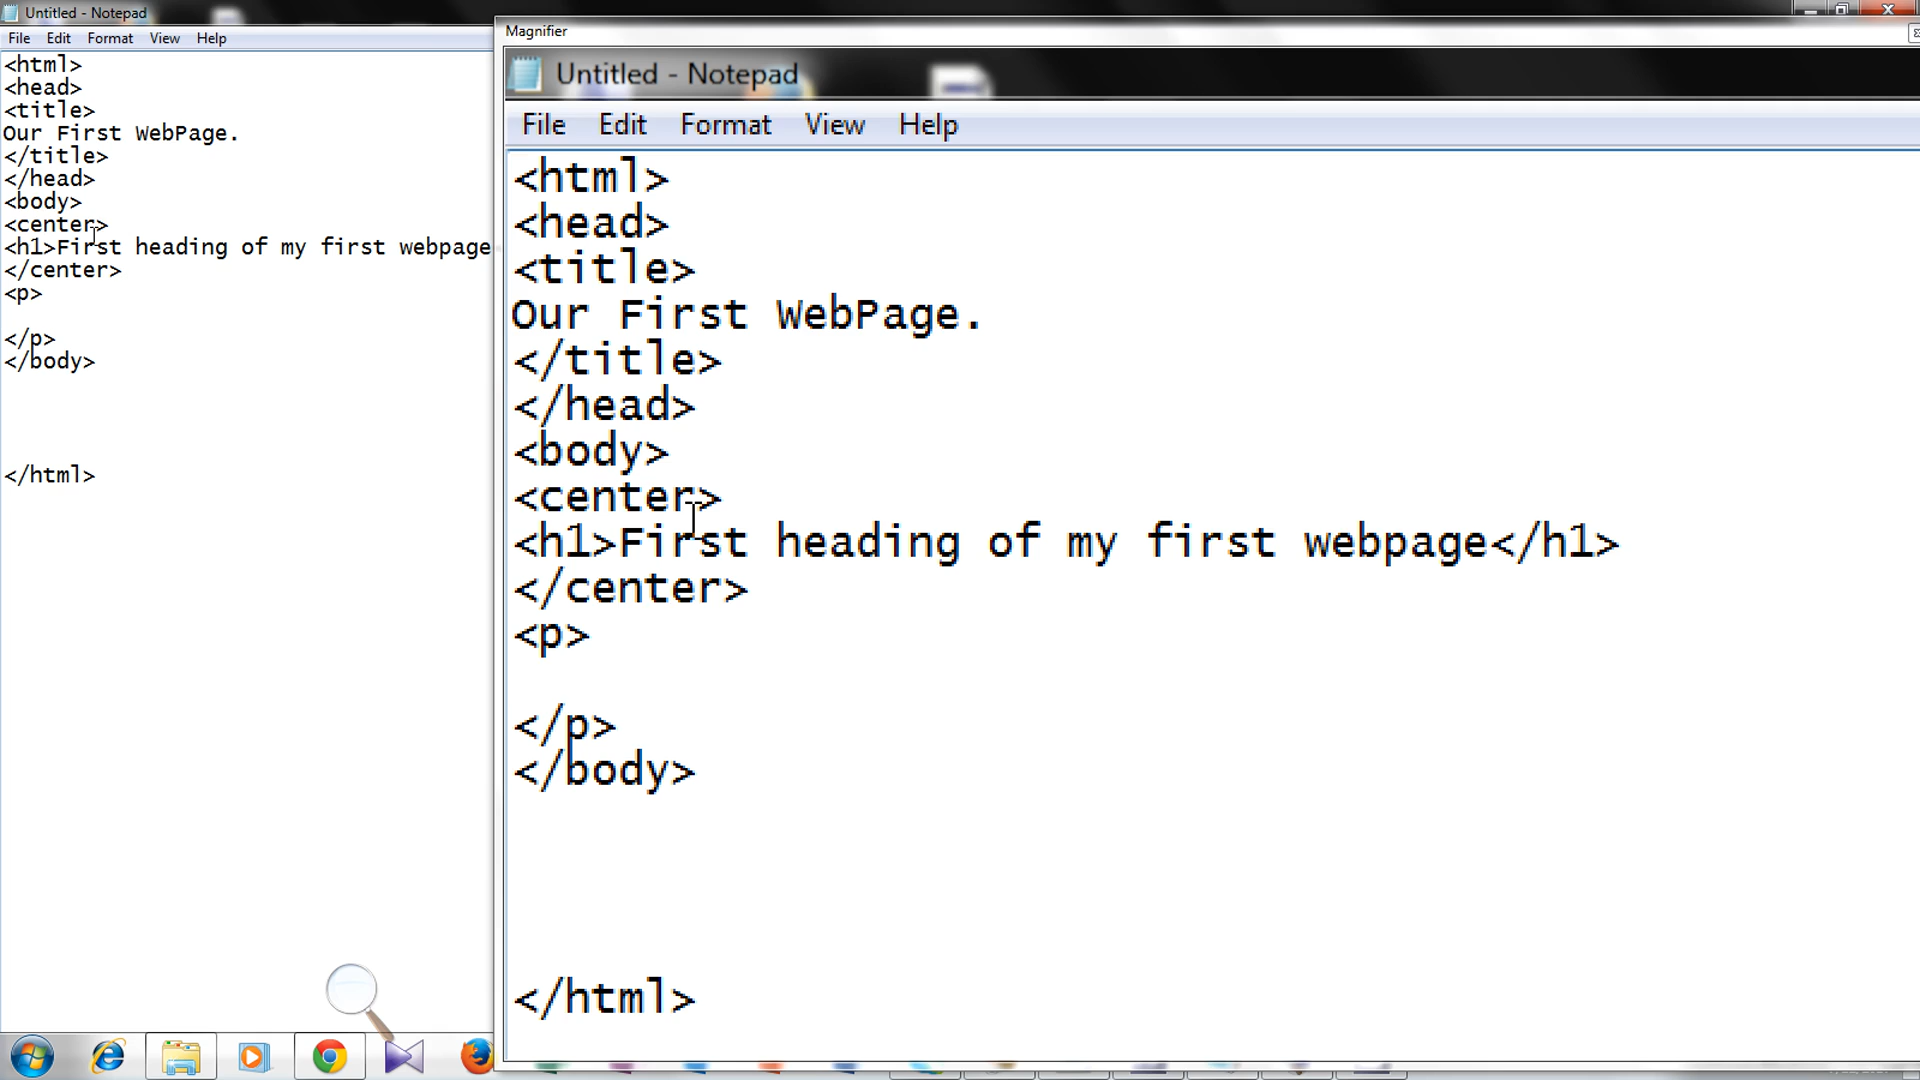 Untitled - Notepad
File Edit Format View Help
<html>
<head>
<title>
Our First WebPage.
</title>
</head>
<body>
<center>
<h1>First heading of my first webpage
</center>
<p>
</p>
</body>
</html>
Magnifier
Untitled - Notepad
File Edit Format View Help
<html>
<head>
<title>
Our First WebPage.
</title>
</head>
<body>
<center>
<h1>First heading of my first webpage</h1>
</center>
<p>
</p>
</body>
</html>